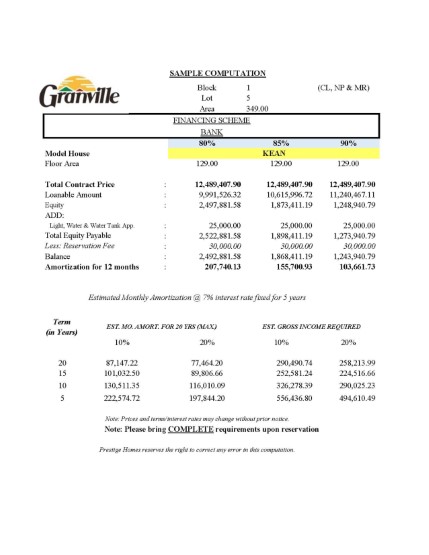 SAMPLE COMPUTATION
Granville
Block 1 (CL, NP & MR)
Lot 5
Area 349.00
FINANCING SCHEME
BANK
80% 85% 90%
Model House KEAN
Floor Area 129.00 129.00 129.00
Total Contract Price : 12,489,407.90 12,489,407.90 12,489,407.90
Loanable Amount : 9,991,526.32 10,615,996.72 11,240,467.11
Equity : 2,497,881.58 1,873,411.19 1,248,940.79
ADD:
Light, Water & Water Tank App. : 25,000.00 25,000.00 25,000.00
Total Equity Payable : 2,522,881.58 1,898,411.19 1,273,940.79
Less: Reservation Fee : 30,000.00 30,000.00 30,000.00
Balance : 2,492,881.58 1,868,411.19 1,243,940.79
Amortization for 12 months : 207,740.13 155,700.93 103,661.73
Estimated Monthly Amortization @ 7% interest rate fixed for 5 years
Term
(in Years) EST. MO. AMORT. FOR 20 YRS (MAX.) EST. GROSS INCOME REQUIRED
10% 20% 10% 20%
20 87,147.22 77,464.20 290,490.74 258,213.99
15 101,032.50 89,806.66 252,581.24 224,516.66
10 130,511.35 116,010.09 326,278.39 290,025.23
5 222,574.72 197,844.20 556,436.80 494,610.49
Note: Prices and term/interest rates may change without prior notice.
Note: Please bring COMPLETE requirements upon reservation
Prestige Homes reserves the right to correct any error in this computation.